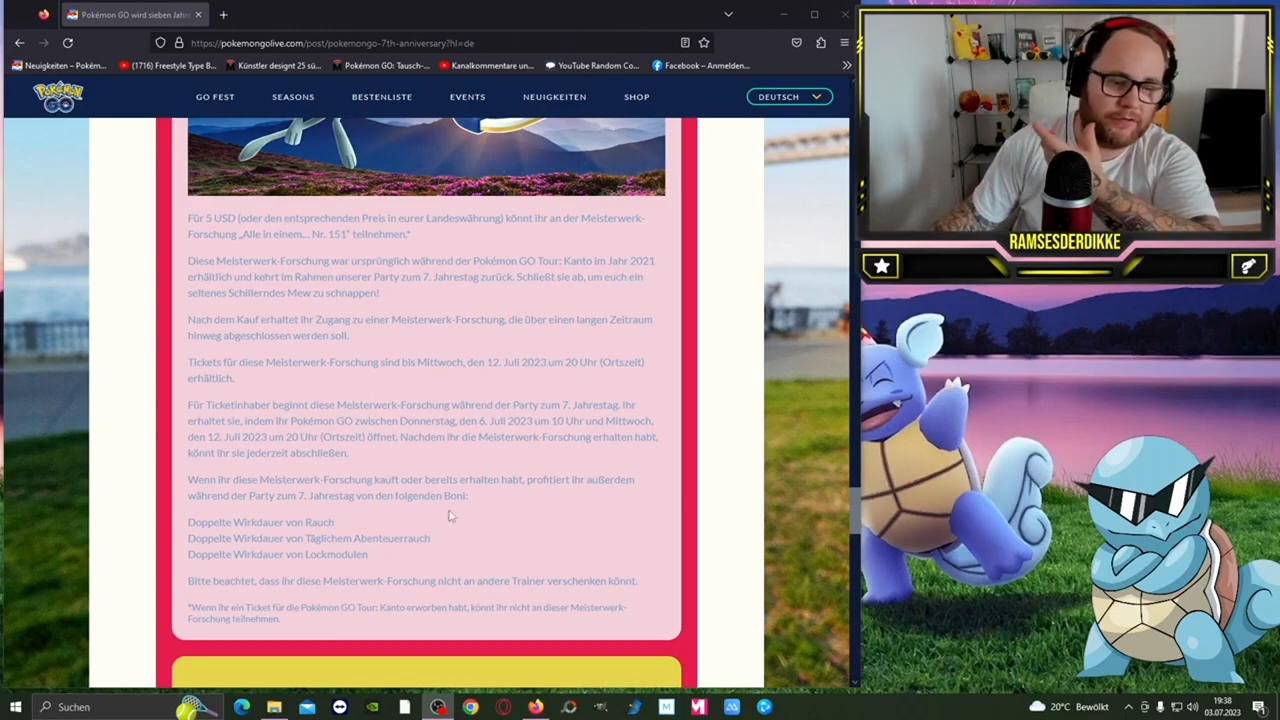 Pokémon GO wird sieben Jahr
https://pokemongolive.com/post/pokemongo-7th-anniversary?hl=de
Neuigkeiten – Pokém...
(1716) Freestyle Type B...
Künstler designt 25 sü...
Pokémon GO: Tausch-...
Kanalkommentare un...
YouTube Random Co...
Facebook – Anmelden...
POKÉMON GO
GO FEST
SEASONS
BESTENLISTE
EVENTS
NEUIGKEITEN
SHOP
DEUTSCH
Für 5 USD (oder den entsprechenden Preis in eurer Landeswährung) könnt ihr an der Meisterwerk-
Forschung „Alle in einem... Nr. 151“ teilnehmen.*
Diese Meisterwerk-Forschung war ursprünglich während der Pokémon GO Tour: Kanto im Jahr 2021
erhältlich und kehrt im Rahmen unserer Party zum 7. Jahrestag zurück. Schließt sie ab, um euch ein
seltenes Schillerndes Mew zu schnappen!
Nach dem Kauf erhaltet ihr Zugang zu einer Meisterwerk-Forschung, die über einen langen Zeitraum
hinweg abgeschlossen werden soll.
Tickets für diese Meisterwerk-Forschung sind bis Mittwoch, den 12. Juli 2023 um 20 Uhr (Ortszeit)
erhältlich.
Für Ticketinhaber beginnt diese Meisterwerk-Forschung während der Party zum 7. Jahrestag. Ihr
erhaltet sie, indem ihr Pokémon GO zwischen Donnerstag, den 6. Juli 2023 um 10 Uhr und Mittwoch,
den 12. Juli 2023 um 20 Uhr (Ortszeit) öffnet. Nachdem ihr die Meisterwerk-Forschung erhalten habt,
könnt ihr sie jederzeit abschließen.
Wenn ihr diese Meisterwerk-Forschung kauft oder bereits erhalten habt, profitiert ihr außerdem
während der Party zum 7. Jahrestag von den folgenden Boni:
Doppelte Wirkdauer von Rauch
Doppelte Wirkdauer von Täglichem Abenteuerrauch
Doppelte Wirkdauer von Lockmodulen
Bitte beachtet, dass ihr diese Meisterwerk-Forschung nicht an andere Trainer verschenken könnt.
*Wenn ihr ein Ticket für die Pokémon GO Tour: Kanto erworben habt, könnt ihr nicht an dieser Meisterwerk-
Forschung teilnehmen.
RAMSESDERDIKKE
Suchen
20°C Bewölkt
19:38
03.07.2023